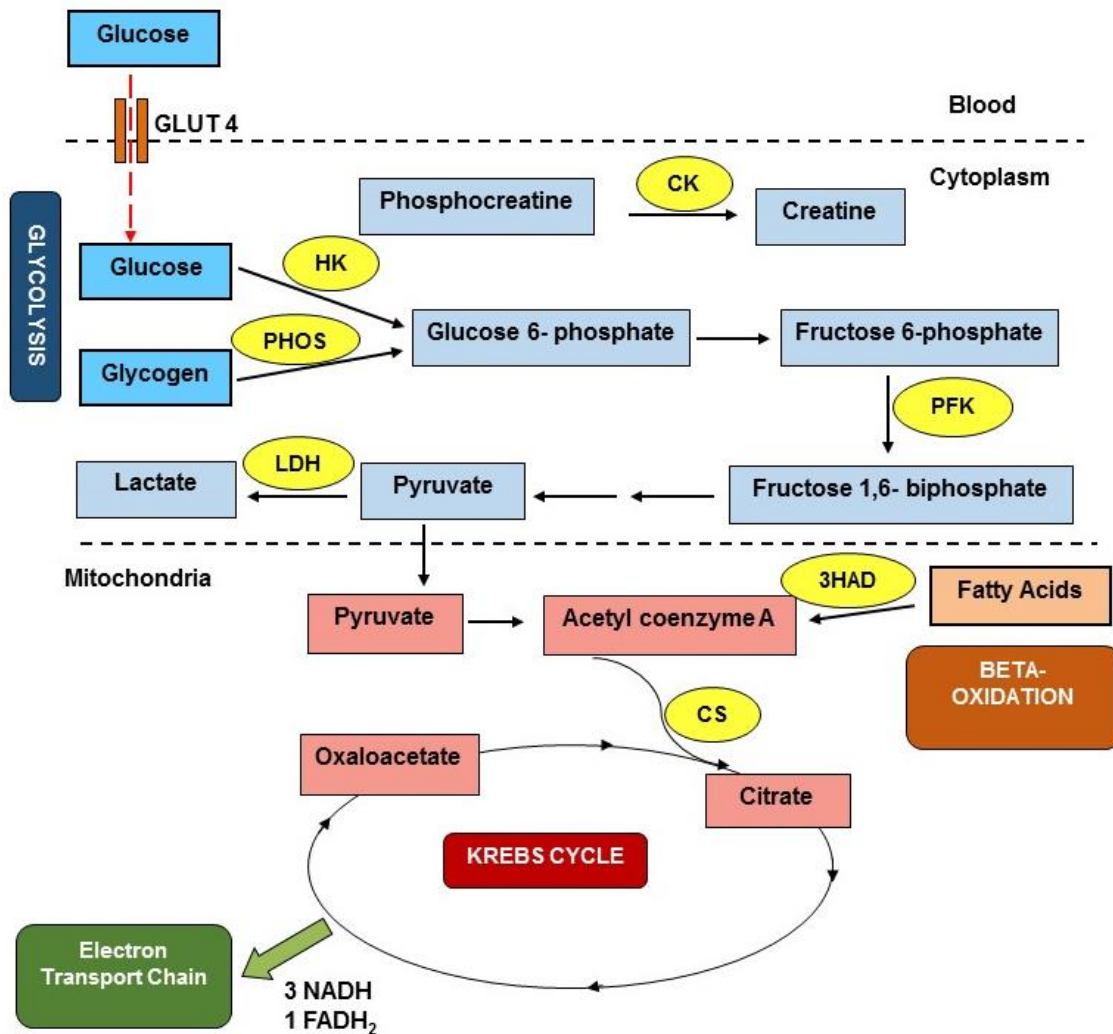 Glucose
GLUT 4
Blood
Cytoplasm
GLYCOLYSIS
Phosphocreatine
CK
Creatine
Glucose
HK
PHOS
Glycogen
Glucose 6- phosphate
Fructose 6-phosphate
PFK
Lactate
LDH
Pyruvate
Fructose 1,6- biphosphate
Mitochondria
Pyruvate
Acetyl coenzyme A
3HAD
Fatty Acids
BETA-
OXIDATION
CS
Oxaloacetate
Citrate
KREBS CYCLE
Electron
Transport Chain
3 NADH
1 FADH₂